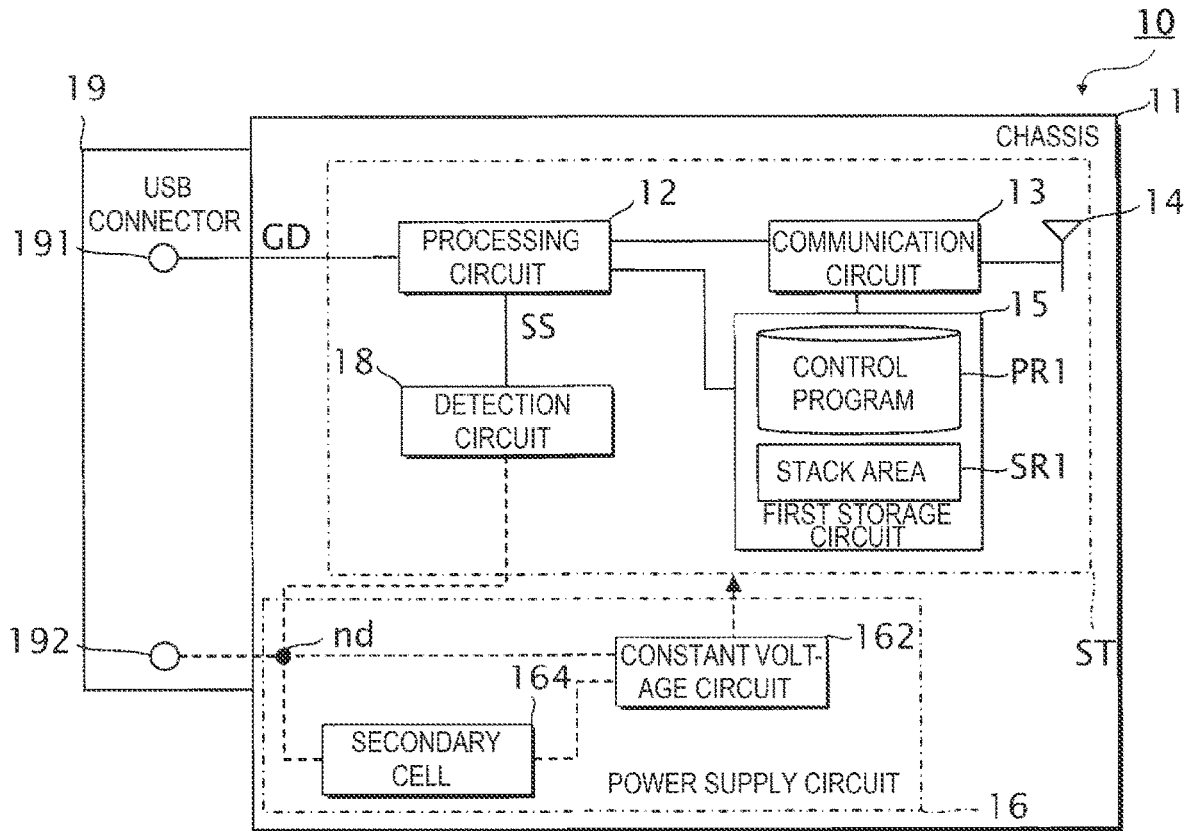 10
19
11
CHASSIS
USB
CONNECTOR
12
13
14
191
GD
PROCESSING
CIRCUIT
COMMUNICATION
CIRCUIT
15
SS
18
CONTROL
PROGRAM
PR1
DETECTION
CIRCUIT
STACK AREA
SR1
FIRST STORAGE
CIRCUIT
192
nd
162
CONSTANT VOLT-
AGE CIRCUIT
ST
164
SECONDARY
CELL
POWER SUPPLY CIRCUIT
16